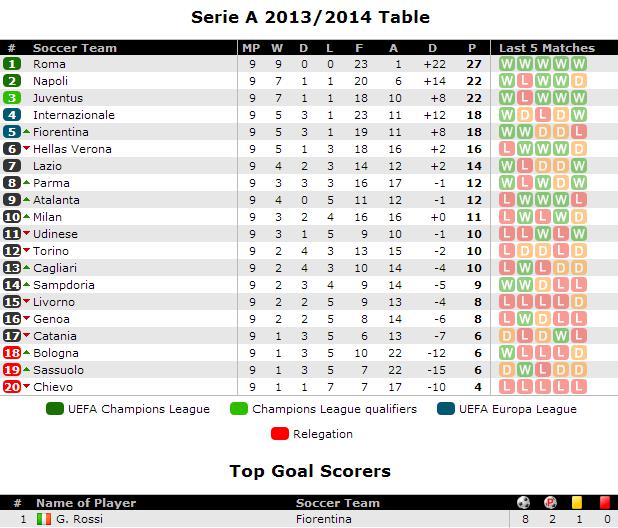 Serie A 2013/2014 Table
# Soccer Team MP W D L F A D P Last 5 Matches
1 Roma 9 9 0 0 23 1 +22 27 W W W W W
2 Napoli 9 7 1 1 20 6 +14 22 W L W W D
3 Juventus 9 7 1 1 18 10 +8 22 W L W W W
4 Internazionale 9 5 3 1 23 11 +12 18 W D L D W
5 Fiorentina 9 5 3 1 19 11 +8 18 W W D D L
6 Hellas Verona 9 5 1 3 18 16 +2 16 L W W W D
7 Lazio 9 4 2 3 14 12 +2 14 W L D D W
8 Parma 9 3 3 3 16 17 -1 12 W L W D W
9 Atalanta 9 4 0 5 11 12 -1 12 L W W W L
10 Milan 9 3 2 4 16 16 +0 11 L W L W D
11 Udinese 9 3 1 5 9 10 -1 10 L L W L W
12 Torino 9 2 4 3 13 15 -2 10 L D D L D
13 Cagliari 9 2 4 3 10 14 -4 10 W L L D D
14 Sampdoria 9 2 3 4 9 14 -5 9 W W D L L
15 Livorno 9 2 2 5 9 13 -4 8 L L L L D
16 Genoa 9 2 2 5 8 14 -6 8 L W D L L
17 Catania 9 1 3 5 6 13 -7 6 D L D W L
18 Bologna 9 1 3 5 10 22 -12 6 W L L L D
19 Sassuolo 9 1 3 5 10 22 -12 6 D W L D D
20 Chievo 9 1 1 7 7 17 -10 4 L L L L L
UEFA Champions League Champions League qualifiers UEFA Europa League
Relegation
Top Goal Scorers
# Name of Player Soccer Team P
1 G. Rossi Fiorentina 8 2 1 0